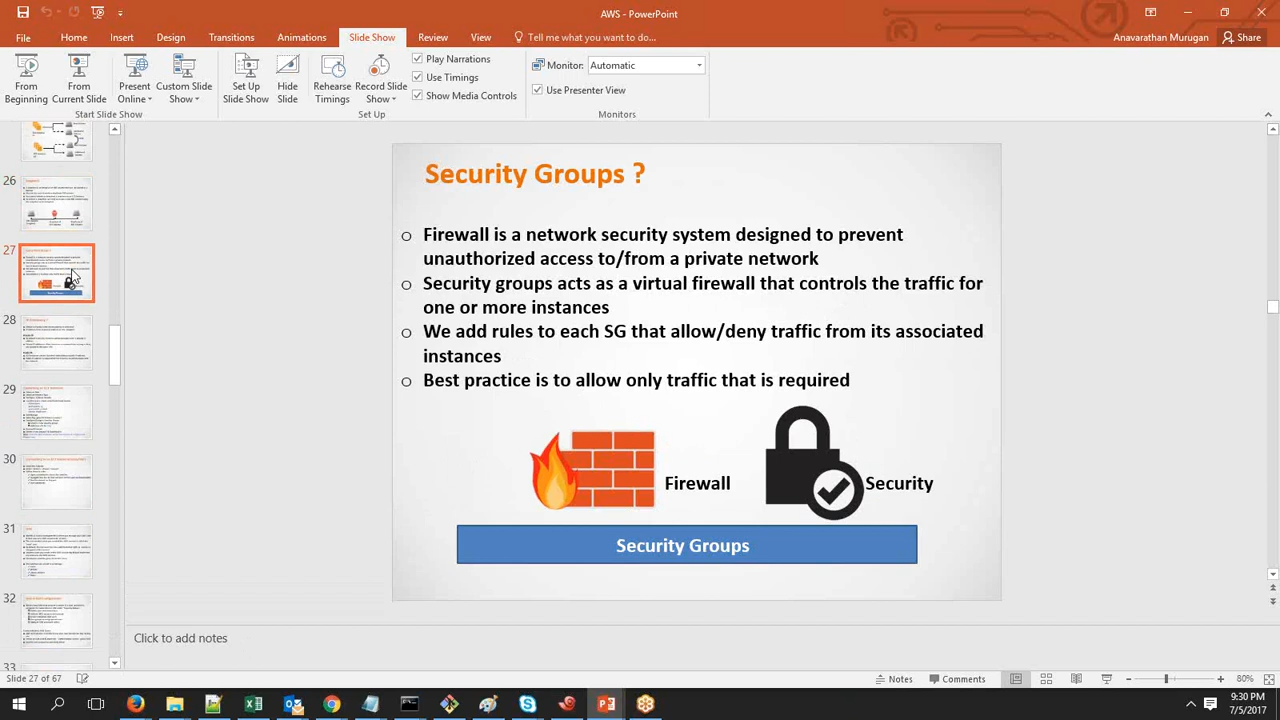 AWS - PowerPoint
File Home Insert Design Transitions Animations Slide Show Review View Tell me what you want to do... Anavarathan Murugan Share
From Beginning
From Current Slide
Present Online
Custom Slide Show
Set Up Slide Show
Hide Slide
Rehearse Timings
Record Slide Show
Play Narrations
Use Timings
Show Media Controls
Monitor: Automatic
Use Presenter View
Start Slide Show Set Up Monitors
26
27
28
29
30
31
32
33
Security Groups ?
Firewall is a network security system designed to prevent
unauthorized access to/from a private network
Security groups acts as a virtual firewall that controls the traffic for
one or more instances
We add rules to each SG that allow/deny traffic from its associated
instances
Best practice is to allow only traffic that is required
Firewall Security
Security Groups
Click to add notes
Slide 27 of 67 Notes Comments 80%
9:30 PM
7/5/2017